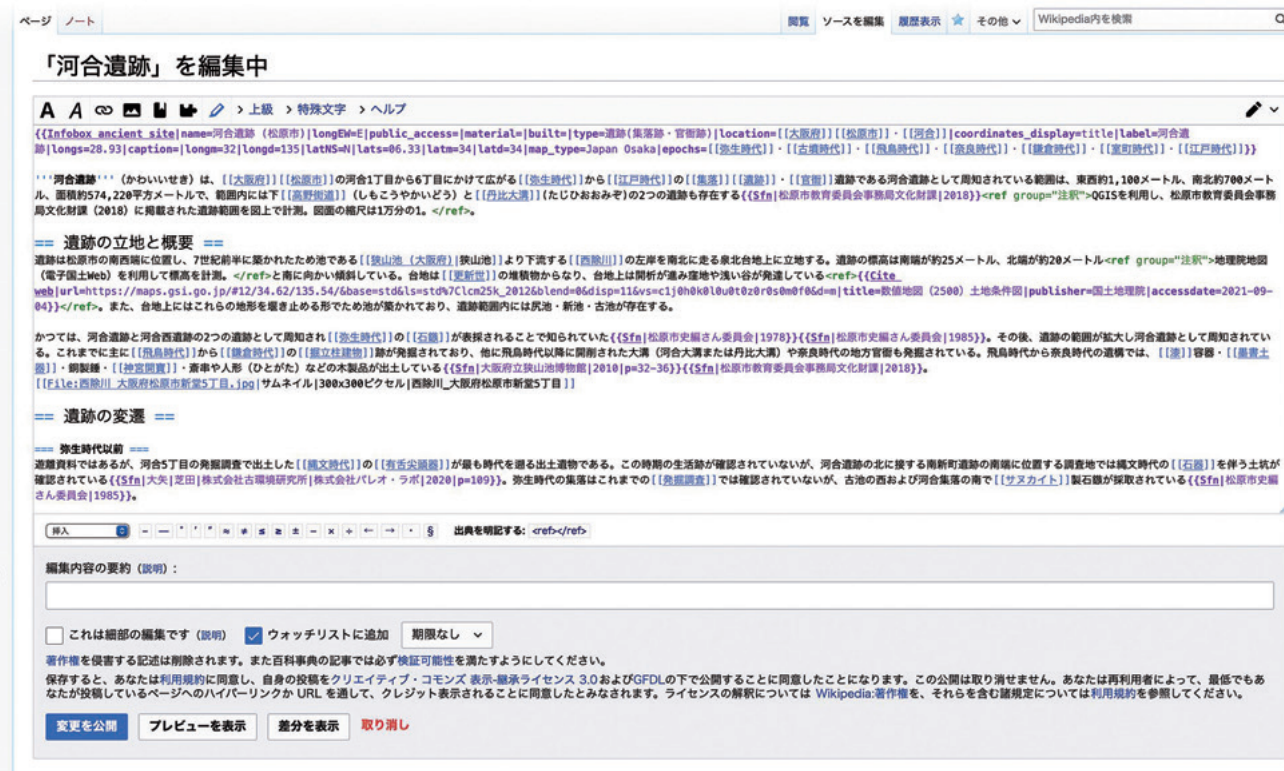 ページ ノート 閲覧 ソースを編集 履歴表示 その他 Wikipedia内を検索
「河合遺跡」を編集中
A A 上級 特殊文字 ヘルプ
{{Infobox ancient site|name=河合遺跡 (松原市)|longEW=E|public_access=|material=|built=|type=遺跡(集落跡・官衙跡)|location=[[大阪府]][[松原市]]・[[河合]]|coordinates_display=title|label=河合遺
跡|longs=28.93|caption=|longm=32|longd=135|latNS=N|lats=06.33|latm=34|latd=34|map_type=Japan Osaka|epochs=[[弥生時代]]・[[古墳時代]]・[[飛鳥時代]]・[[奈良時代]]・[[鎌倉時代]]・[[室町時代]]・[[江戸時代]]}}
'''河合遺跡'''（かわいいせき）は、[[大阪府]][[松原市]]の河合1丁目から6丁目にかけて広がる[[弥生時代]]から[[江戸時代]]の[[集落]][[遺跡]]・[[官衙]]遺跡である河合遺跡として周知されている範囲は、東西約1,100メートル、南北約700メート
ル、面積約574,220平方メートルで、範囲内には下[[高野街道]]（しもこうやかいどう）と[[丹比大溝]](たじひおおみぞ)の2つの遺跡も存在する{{Sfn|松原市教育委員会事務局文化財課|2018}}<ref group="注釈">QGISを利用し、松原市教育委員会事務
局文化財課（2018）に掲載された遺跡範囲を図上で計測。図面の縮尺は1万分の1。</ref>。
== 遺跡の立地と概要 ==
遺跡は松原市の南西端に位置し、7世紀前半に築かれたため池である[[狭山池 (大阪府)|狭山池]]より下流する[[西除川]]の左岸を南北に走る泉北台地上に立地する。遺跡の標高は南端が約25メートル、北端が約20メートル<ref group="注釈">地理院地図
（電子国土Web）を利用して標高を計測。</ref>と南に向かい傾斜している。台地は[[更新世]]の堆積物からなり、台地上は開析が進み窪地や浅い谷が発達している<ref>{{Cite
web|url=https://maps.gsi.go.jp/#12/34.62/135.54/&base=std&ls=std%7Clcm25k_2012&blend=0&disp=11&vs=c1j0h0k0l0u0t0z0r0s0m0f0&d=m|title=数値地図（2500）土地条件図|publisher=国土地理院|accessdate=2021-09-
04}}</ref>。また、台地上にはこれらの地形を堰き止める形でため池が築かれており、遺跡範囲内には尻池・新池・古池が存在する。
かつては、河合遺跡と河合西遺跡の2つの遺跡として周知され[[弥生時代]]の[[石鏃]]が表採されることで知られていた{{Sfn|松原市史編さん委員会|1978}}{{Sfn|松原市史編さん委員会|1985}}。その後、遺跡の範囲が拡大し河合遺跡として周知されてい
る。これまでに主に[[飛鳥時代]]から[[鎌倉時代]]の[[掘立柱建物]]跡が発掘されており、他に飛鳥時代以降に開削された大溝（河合大溝または丹比大溝）や奈良時代の地方官衙も発掘されている。飛鳥時代から奈良時代の遺構では、[[漆]]容器・[[墨書土
器]]・銅製錘・[[神宮開寶]]・斎串や人形（ひとがた）などの木製品が出土している{{Sfn|大阪府立狭山池博物館|2010|p=32-36}}{{Sfn|松原市教育委員会事務局文化財課|2018}}。
[[File:西除川_大阪府松原市新堂5丁目.jpg|サムネイル|300x300ピクセル|西除川_大阪府松原市新堂5丁目]]
== 遺跡の変遷 ==
=== 弥生時代以前 ===
遊離資料ではあるが、河合5丁目の発掘調査で出土した[[縄文時代]]の[[有舌尖頭器]]が最も時代を遡る出土遺物である。この時期の生活跡が確認されていないが、河合遺跡の北に接する南新町遺跡の南端に位置する調査地では縄文時代の[[石器]]を伴う土坑が
確認されている{{Sfn|大矢|芝田|株式会社古環境研究所|株式会社パレオ・ラボ|2020|p=109}}。弥生時代の集落はこれまでの[[発掘調査]]では確認されていないが、古池の西および河合集落の南で[[サヌカイト]]製石鏃が採取されている{{Sfn|松原市史編
さん委員会|1985}}。
挿入 – — ° ′ ″ ≈ ≠ ≤ ≥ ± − × ÷ ← → · § 出典を明記する: <ref></ref>
編集内容の要約（説明）:
これは細部の編集です（説明） ウォッチリストに追加 期限なし
著作権を侵害する記述は削除されます。また百科事典の記事では必ず検証可能性を満たすようにしてください。
保存すると、あなたは利用規約に同意し、自身の投稿をクリエイティブ・コモンズ 表示-継承ライセンス 3.0およびGFDLの下で公開することに同意したことになります。この公開は取り消せません。あなたは再利用者によって、最低でもあ
なたが投稿しているページへのハイパーリンクか URL を通して、クレジット表示されることに同意したとみなされます。ライセンスの解釈については Wikipedia:著作権を、それらを含む諸規定については利用規約を参照してください。
変更を公開 プレビューを表示 差分を表示 取り消し